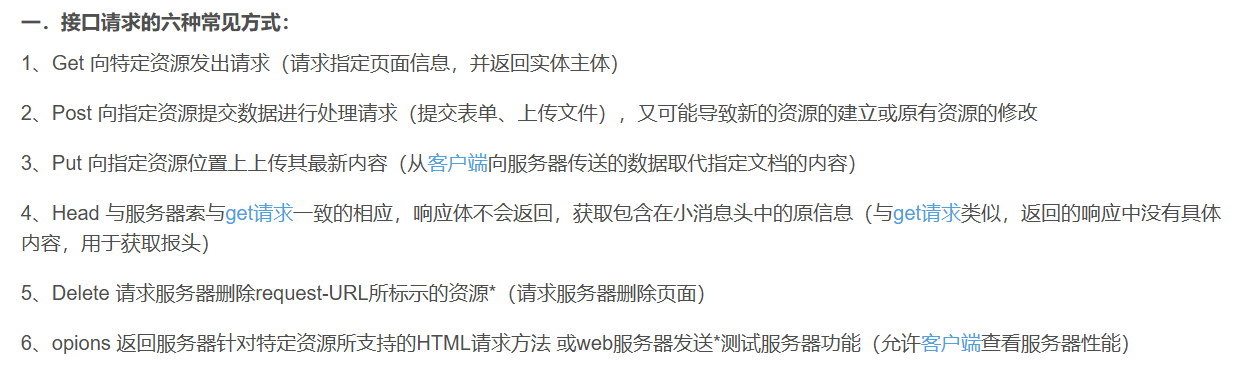 一．接口请求的六种常见方式：
1、Get 向特定资源发出请求（请求指定页面信息，并返回实体主体）
2、Post 向指定资源提交数据进行处理请求（提交表单、上传文件），又可能导致新的资源的建立或原有资源的修改
3、Put 向指定资源位置上上传其最新内容（从客户端向服务器传送的数据取代指定文档的内容）
4、Head 与服务器索与get请求一致的相应，响应体不会返回，获取包含在小消息头中的原信息（与get请求类似，返回的响应中没有具体
内容，用于获取报头）
5、Delete 请求服务器删除request-URL所标示的资源*（请求服务器删除页面）
6、opions 返回服务器针对特定资源所支持的HTML请求方法 或web服务器发送*测试服务器功能（允许客户端查看服务器性能）